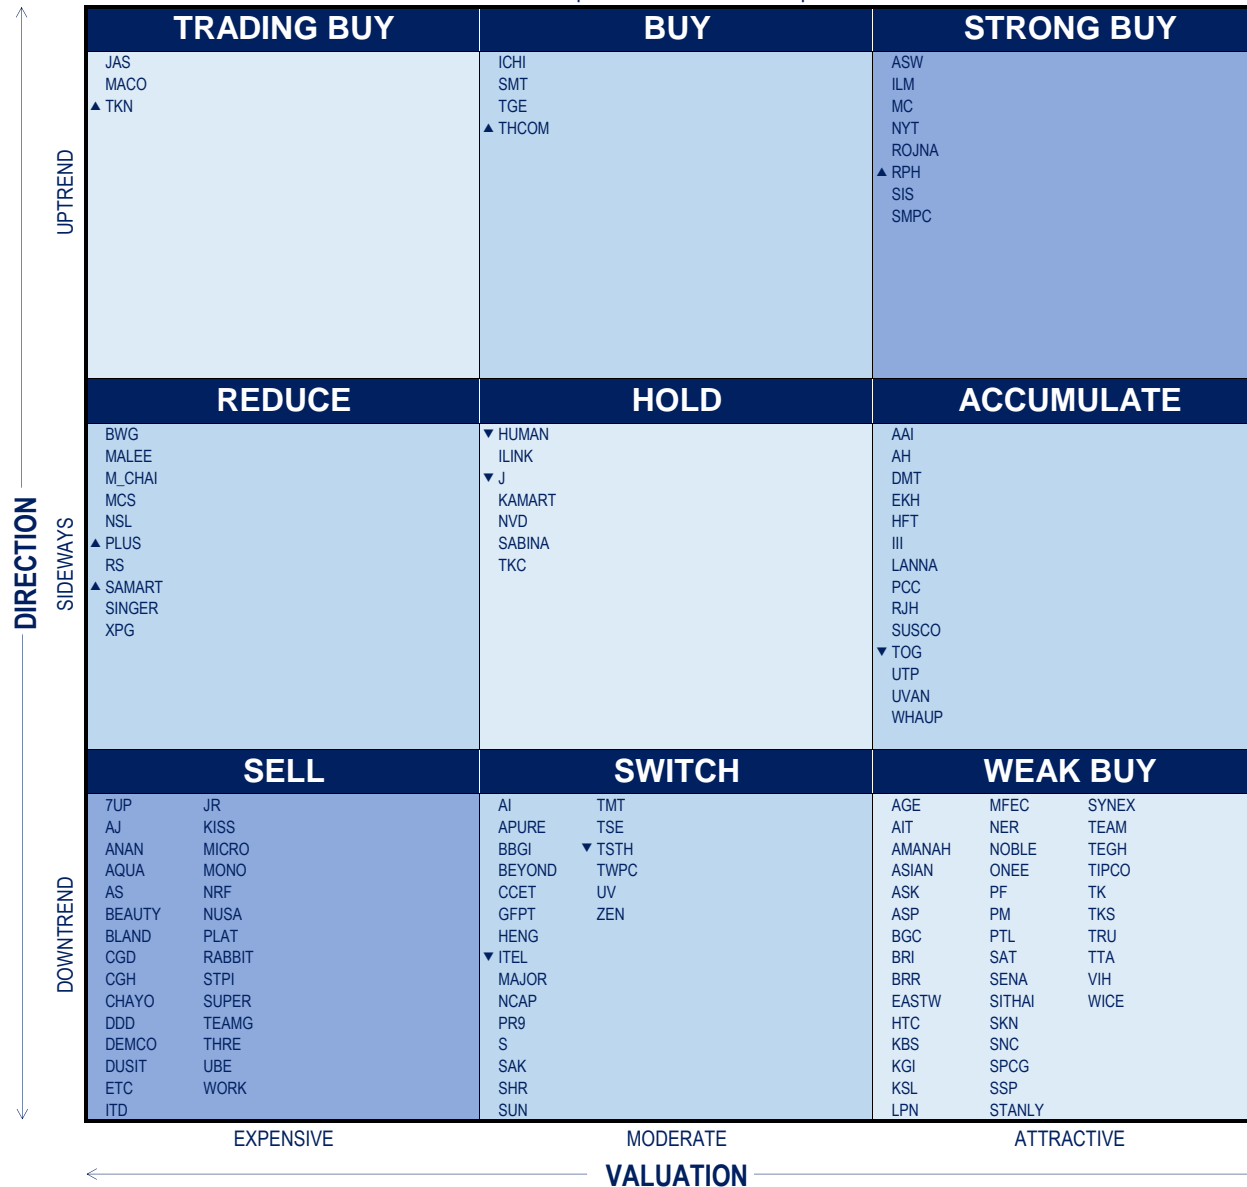 TRADING BUY
BUY
STRONG BUY
UPTREND
JAS
MACO
▲ TKN
ICHI
SMT
TGE
▲ THCOM
ASW
ILM
MC
NYT
ROJNA
▲ RPH
SIS
SMPC
REDUCE
HOLD
ACCUMULATE
DIRECTION
SIDEWAYS
BWG
MALEE
M_CHAI
MCS
NSL
▲ PLUS
RS
▲ SAMART
SINGER
XPG
▼ HUMAN
ILINK
▼ J
KAMART
NVD
SABINA
TKC
AAI
AH
DMT
EKH
HFT
III
LANNA
PCC
RJH
SUSCO
▼ TOG
UTP
UVAN
WHAUP
SELL
SWITCH
WEAK BUY
DOWNTREND
7UP JR
AJ KISS
ANAN MICRO
AQUA MONO
AS NRF
BEAUTY NUSA
BLAND PLAT
CGD RABBIT
CGH STPI
CHAYO SUPER
DDD TEAMG
DEMCO THRE
DUSIT UBE
ETC WORK
ITD
AI TMT
APURE TSE
BBGI ▼ TSTH
BEYOND TWPC
CCET UV
GFPT ZEN
HENG
▼ ITEL
MAJOR
NCAP
PR9
S
SAK
SHR
SUN
AGE MFEC SYNEX
AIT NER TEAM
AMANAH NOBLE TEGH
ASIAN ONEE TIPCO
ASK PF TK
ASP PM TKS
BGC PTL TRU
BRI SAT TTA
BRR SENA VIH
EASTW SITHAI WICE
HTC SKN
KBS SNC
KGI SPCG
KSL SSP
LPN STANLY
EXPENSIVE
MODERATE
ATTRACTIVE
VALUATION